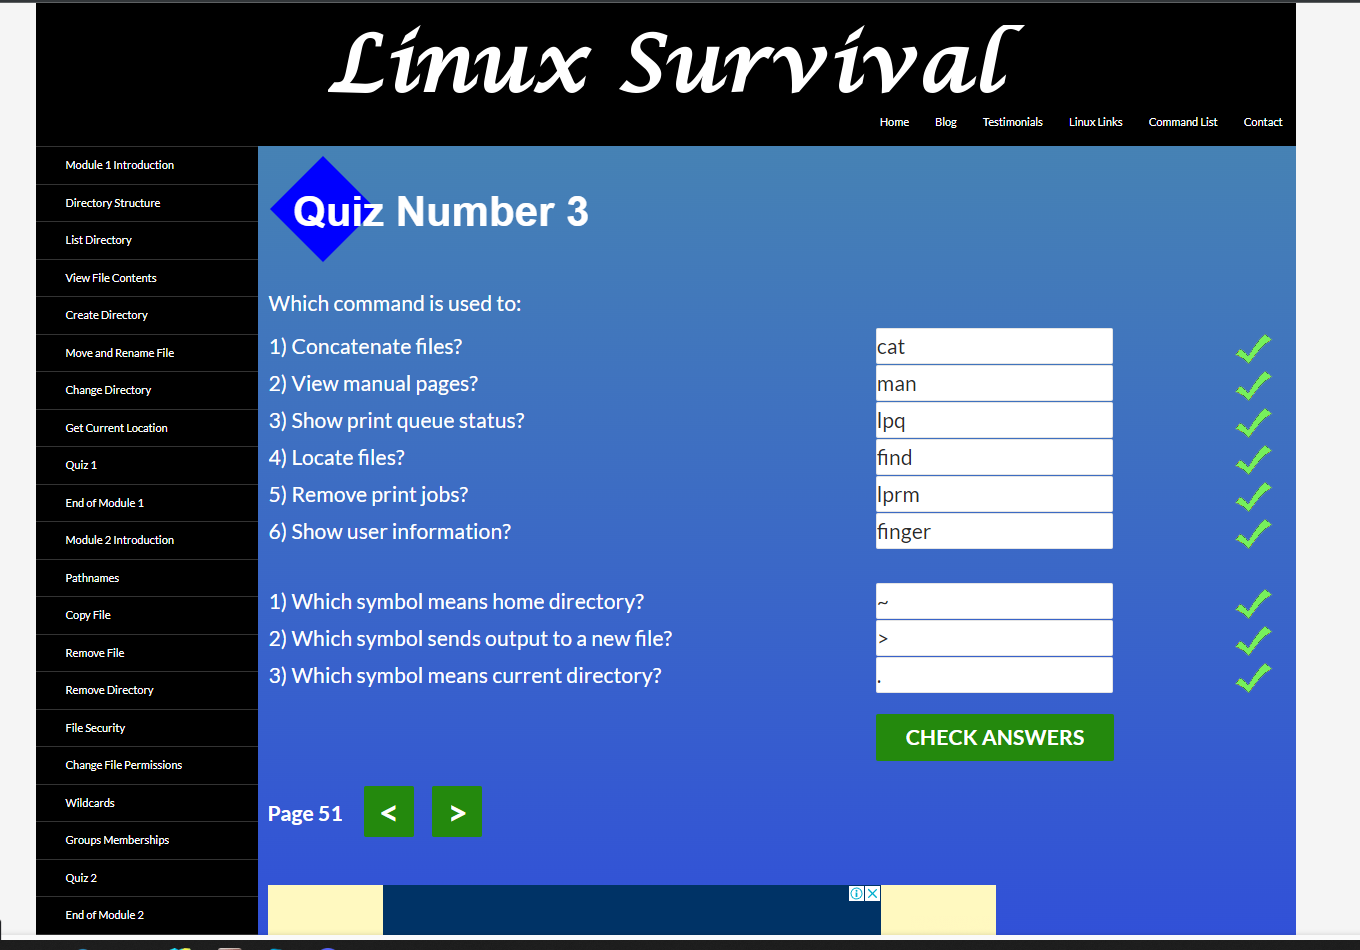 Linux Survival
Home Blog Testimonials Linux Links Command List Contact
Module 1 Introduction
Directory Structure
List Directory
View File Contents
Create Directory
Move and Rename File
Change Directory
Get Current Location
Quiz 1
End of Module 1
Module 2 Introduction
Pathnames
Copy File
Remove File
Remove Directory
File Security
Change File Permissions
Wildcards
Groups Memberships
Quiz 2
End of Module 2
Quiz Number 3
Which command is used to:
1) Concatenate files? cat
2) View manual pages? man
3) Show print queue status? lpq
4) Locate files? find
5) Remove print jobs? lprm
6) Show user information? finger
1) Which symbol means home directory? ~
2) Which symbol sends output to a new file? >
3) Which symbol means current directory? .
CHECK ANSWERS
Page 51 < >